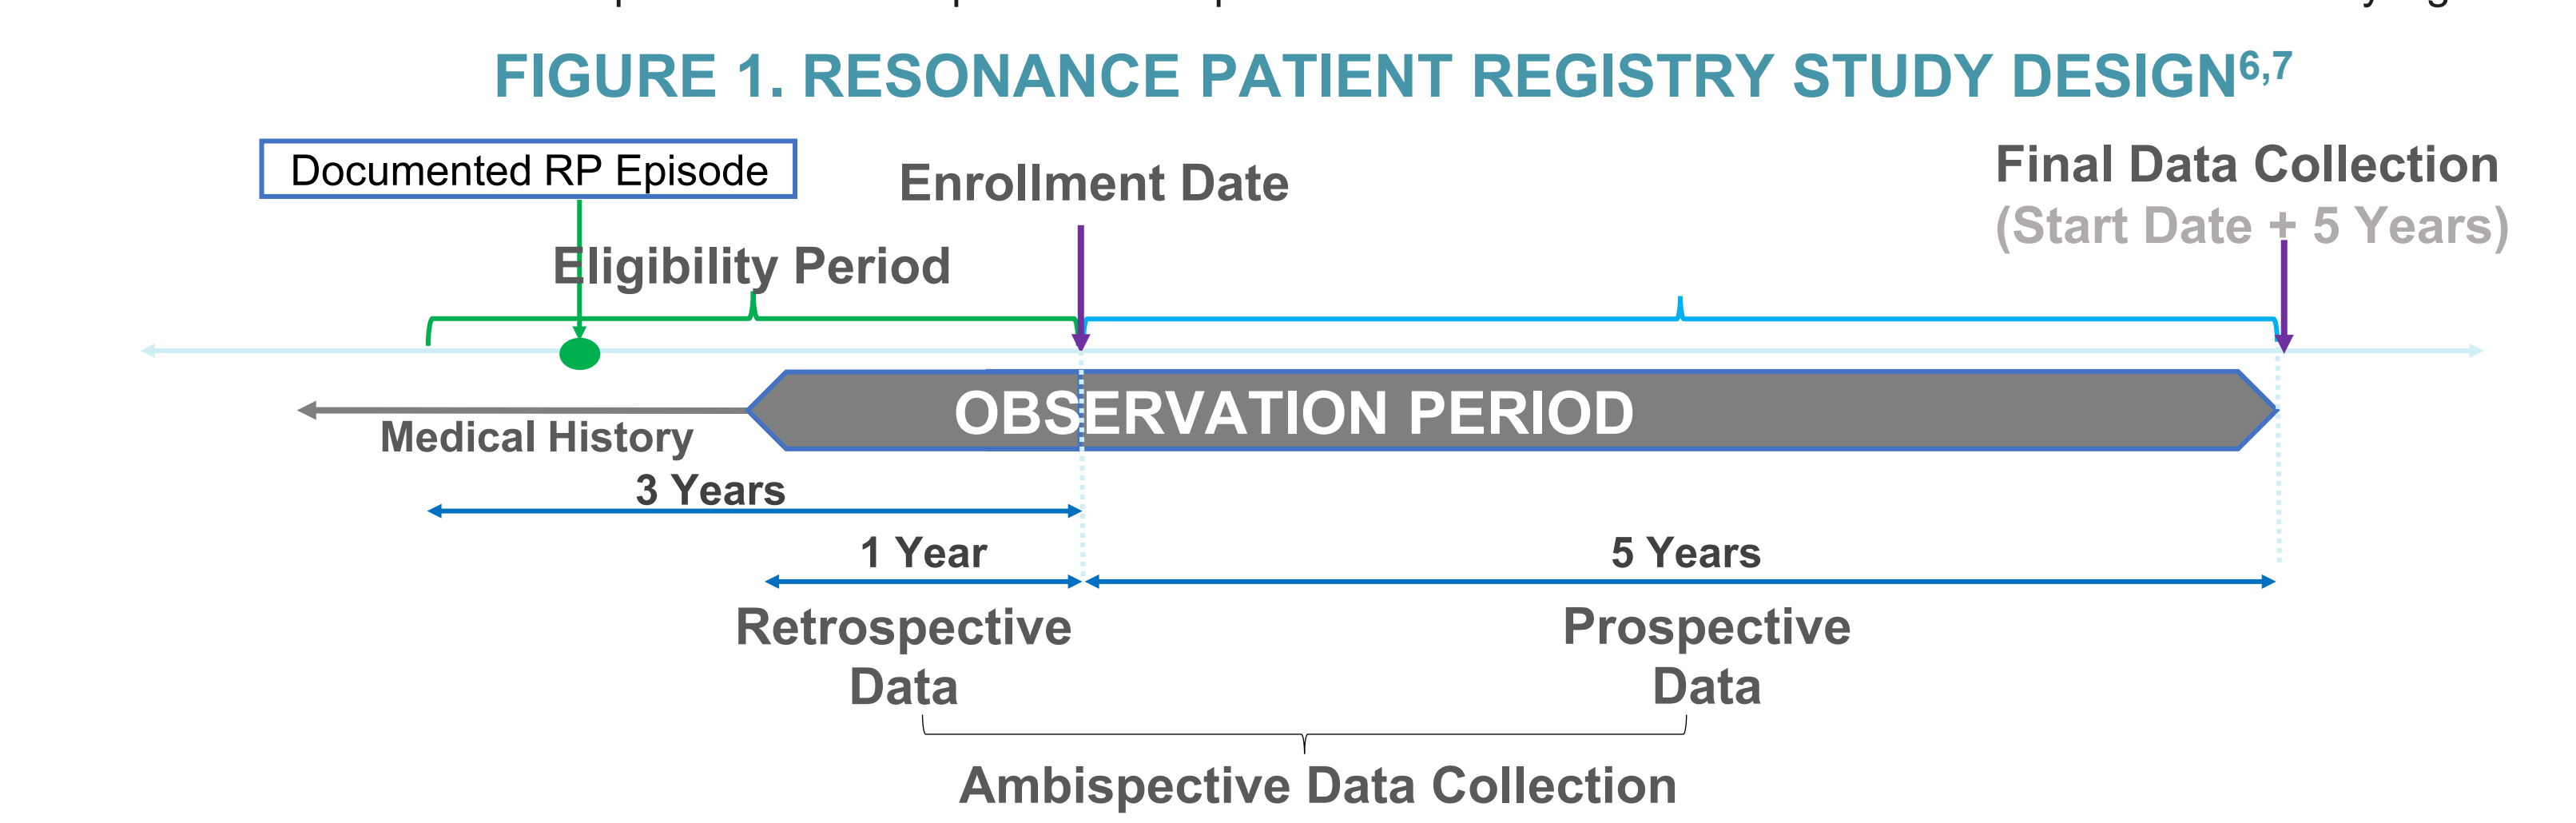 FIGURE 1. RESONANCE PATIENT REGISTRY STUDY DESIGN6,7
Documented RP Episode
Enrollment Date
Final Data Collection
(Start Date + 5 Years)
Eligibility Period
OBSERVATION PERIOD
Medical History
3 Years
1 Year
5 Years
Retrospective
Data
Prospective
Data
Ambispective Data Collection